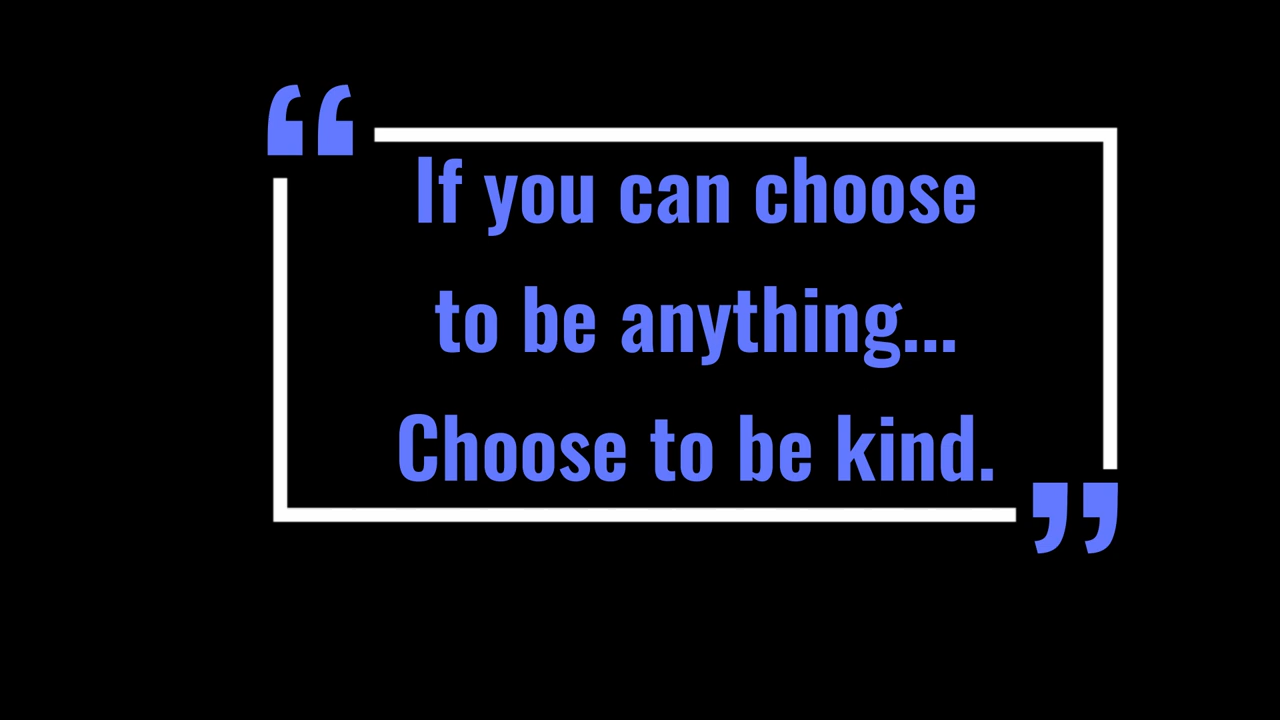 “
If you can choose
to be anything...
Choose to be kind.
”